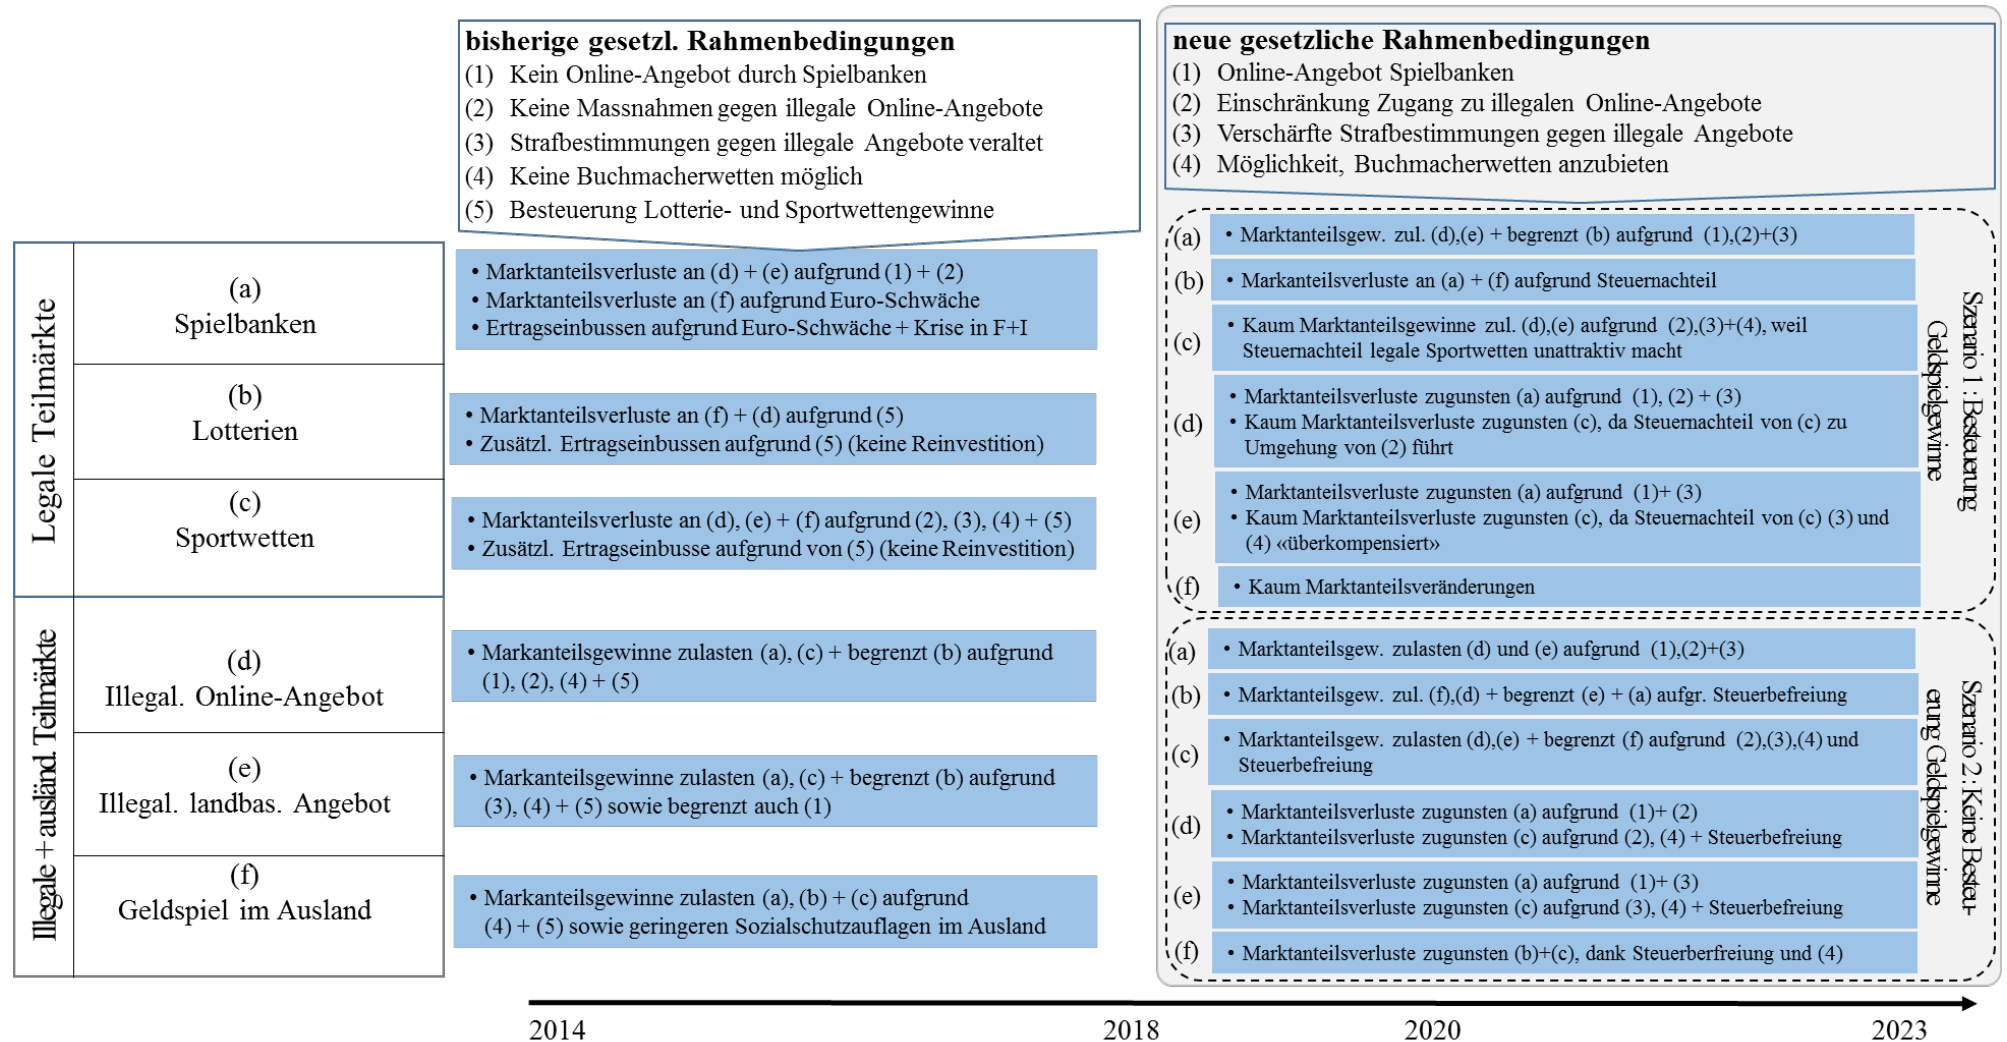 bisherige gesetzl. Rahmenbedingungen
(1) Kein Online-Angebot durch Spielbanken
(2) Keine Massnahmen gegen illegale Online-Angebote
(3) Strafbestimmungen gegen illegale Angebote veraltet
(4) Keine Buchmacherwetten möglich
(5) Besteuerung Lotterie- und Sportwettengewinne
neue gesetzliche Rahmenbedingungen
(1) Online-Angebot Spielbanken
(2) Einschränkung Zugang zu illegalen Online-Angebote
(3) Verschärfte Strafbestimmungen gegen illegale Angebote
(4) Möglichkeit, Buchmacherwetten anzubieten
Legale Teilmärkte
(a)
Spielbanken
• Marktanteilsverluste an (d) + (e) aufgrund (1) + (2)
• Marktanteilsverluste an (f) aufgrund Euro-Schwäche
• Ertragseinbussen aufgrund Euro-Schwäche + Krise in F+I
(b)
Lotterien
• Marktanteilsverluste an (f) + (d) aufgrund (5)
• Zusätzl. Ertragseinbussen aufgrund (5) (keine Reinvestition)
(c)
Sportwetten
• Marktanteilsverluste an (d), (e) + (f) aufgrund (2), (3), (4) + (5)
• Zusätzl. Ertragseinbusse aufgrund von (5) (keine Reinvestition)
Illegale + ausländ. Teilmärkte
(d)
Illegal. Online-Angebot
• Markanteilsgewinne zulasten (a), (c) + begrenzt (b) aufgrund
(1), (2), (4) + (5)
(e)
Illegal. landbas. Angebot
• Markanteilsgewinne zulasten (a), (c) + begrenzt (b) aufgrund
(3), (4) + (5) sowie begrenzt auch (1)
(f)
Geldspiel im Ausland
• Markanteilsgewinne zulasten (a), (b) + (c) aufgrund
(4) + (5) sowie geringeren Sozialschutzauflagen im Ausland
Szenario 1: Besteuerung
Geldspielgewinne
(a) • Marktanteilsgew. zul. (d),(e) + begrenzt (b) aufgrund (1),(2)+(3)
(b) • Markanteilsverluste an (a) + (f) aufgrund Steuernachteil
(c) • Kaum Marktanteilsgewinne zul. (d),(e) aufgrund (2),(3)+(4), weil
Steuernachteil legale Sportwetten unattraktiv macht
(d) • Marktanteilsverluste zugunsten (a) aufgrund (1), (2) + (3)
• Kaum Marktanteilsverluste zugunsten (c), da Steuernachteil von (c) zu
Umgehung von (2) führt
(e) • Marktanteilsverluste zugunsten (a) aufgrund (1)+ (3)
• Kaum Marktanteilsverluste zugunsten (c), da Steuernachteil von (c) (3) und
(4) «überkompensiert»
(f) • Kaum Marktanteilsveränderungen
Szenario 2: Keine Besteu-
erung Geldspielgewinne
(a) • Marktanteilsgew. zulasten (d) und (e) aufgrund (1),(2)+(3)
(b) • Marktanteilsgew. zul. (f),(d) + begrenzt (e) + (a) aufgr. Steuerbefreiung
(c) • Marktanteilsgew. zulasten (d),(e) + begrenzt (f) aufgrund (2),(3),(4) und
Steuerbefreiung
(d) • Marktanteilsverluste zugunsten (a) aufgrund (1)+ (2)
• Marktanteilsverluste zugunsten (c) aufgrund (2), (4) + Steuerbefreiung
(e) • Marktanteilsverluste zugunsten (a) aufgrund (1)+ (3)
• Marktanteilsverluste zugunsten (c) aufgrund (3), (4) + Steuerbefreiung
(f) • Marktanteilsverluste zugunsten (b)+(c), dank Steuerberfreiung und (4)
2014 2018 2020 2023